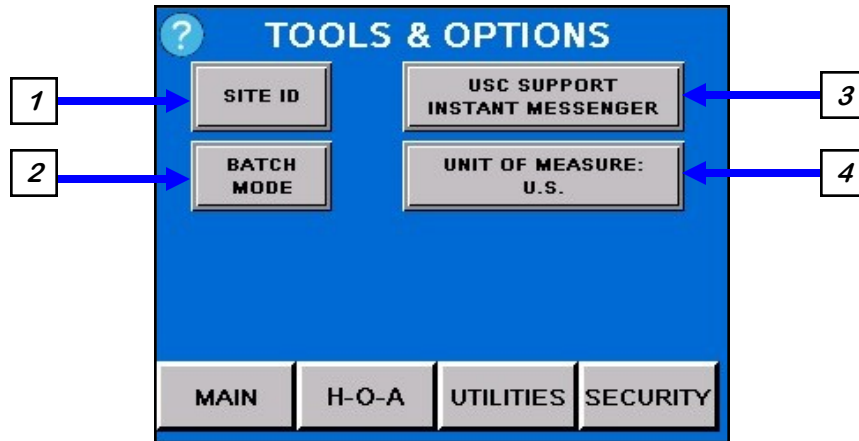 ? TOOLS & OPTIONS
1
SITE ID
USC SUPPORT
INSTANT MESSENGER
3
2
BATCH
MODE
UNIT OF MEASURE:
U.S.
4
MAIN
H-O-A
UTILITIES
SECURITY